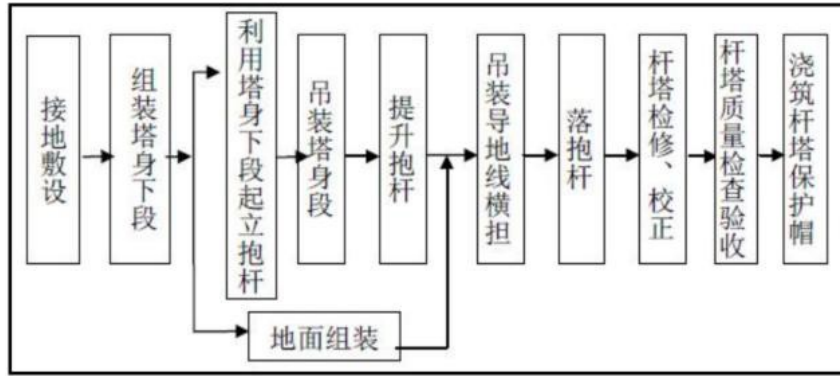 接地敷设
组装塔身下段
利用塔身下段起立抱杆
吊装塔身段
提升抱杆
吊装导地线横担
落抱杆
杆塔检修、校正
杆塔质量检查验收
浇筑杆塔保护帽
地面组装